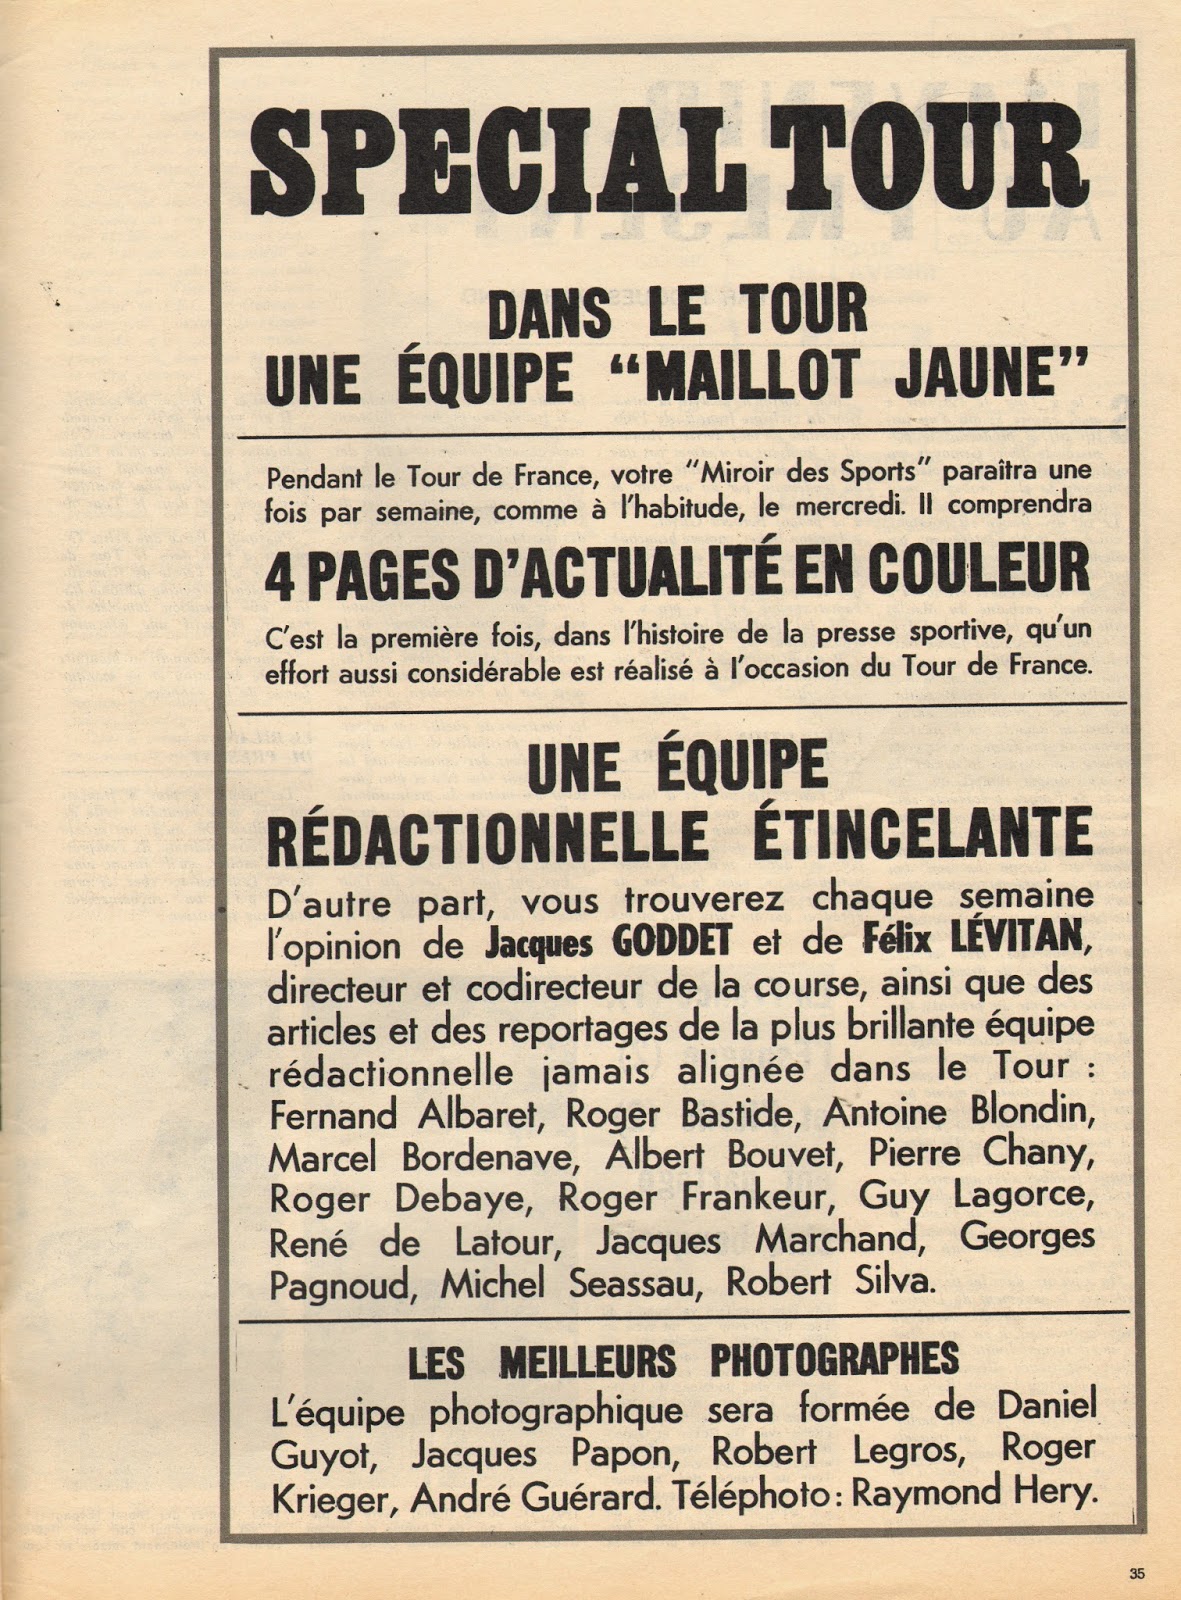 SPECIAL TOUR
DANS LE TOUR
UNE ÉQUIPE "MAILLOT JAUNE"
Pendant le Tour de France, votre "Miroir des Sports" paraîtra une
fois par semaine, comme à l'habitude, le mercredi. Il comprendra
4 PAGES D'ACTUALITÉ EN COULEUR
C'est la première fois, dans l'histoire de la presse sportive, qu'un
effort aussi considérable est réalisé à l'occasion du Tour de France.
UNE ÉQUIPE
RÉDACTIONNELLE ÉTINCELANTE
D'autre part, vous trouverez chaque semaine
l'opinion de Jacques GODDET et de Félix LÉVITAN,
directeur et codirecteur de la course, ainsi que des
articles et des reportages de la plus brillante équipe
rédactionnelle jamais alignée dans le Tour :
Fernand Albaret, Roger Bastide, Antoine Blondin,
Marcel Bordenave, Albert Bouvet, Pierre Chany,
Roger Debaye, Roger Frankeur, Guy Lagorce,
René de Latour, Jacques Marchand, Georges
Pagnoud, Michel Seassau, Robert Silva.
LES MEILLEURS PHOTOGRAPHES
L'équipe photographique sera formée de Daniel
Guyot, Jacques Papon, Robert Legros, Roger
Krieger, André Guérard. Téléphoto : Raymond Hery.
35